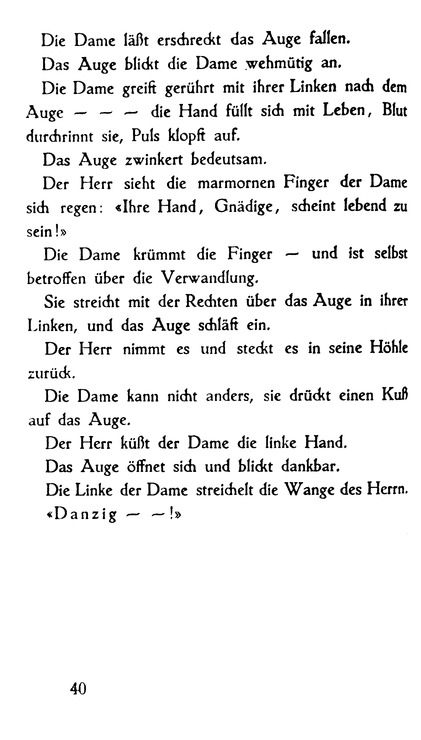 Die Dame läßt erschreckt das Auge fallen.
Das Auge blickt die Dame wehmütig an.
Die Dame greift gerührt mit ihrer Linken nach dem
Auge — — — die Hand füllt sich mit Leben, Blut
durchrinnt sie, Puls klopft auf.
Das Auge zwinkert bedeutsam.
Der Herr sieht die marmornen Finger der Dame
sich regen: «Ihre Hand, Gnädige, scheint lebend zu
sein!»
Die Dame krümmt die Finger — und ist selbst
betroffen über die Verwandlung.
Sie streicht mit der Rechten über das Auge in ihrer
Linken, und das Auge schläft ein.
Der Herr nimmt es und steckt es in seine Höhle
zurück.
Die Dame kann nicht anders, sie drückt einen Kuß
auf das Auge.
Der Herr küßt der Dame die linke Hand.
Das Auge öffnet sich und blickt dankbar.
Die Linke der Dame streichelt die Wange des Herrn.
«Danzig — —!»
40